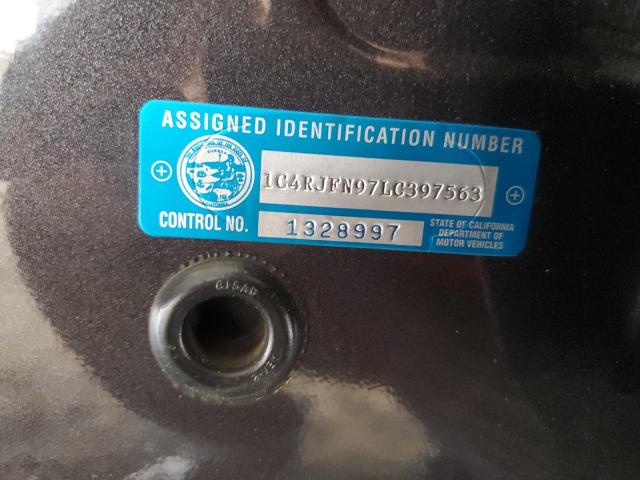 ASSIGNED IDENTIFICATION NUMBER
1C4RJFN97LC397563
CONTROL NO. 1328997
STATE OF CALIFORNIA
DEPARTMENT OF
MOTOR VEHICLES